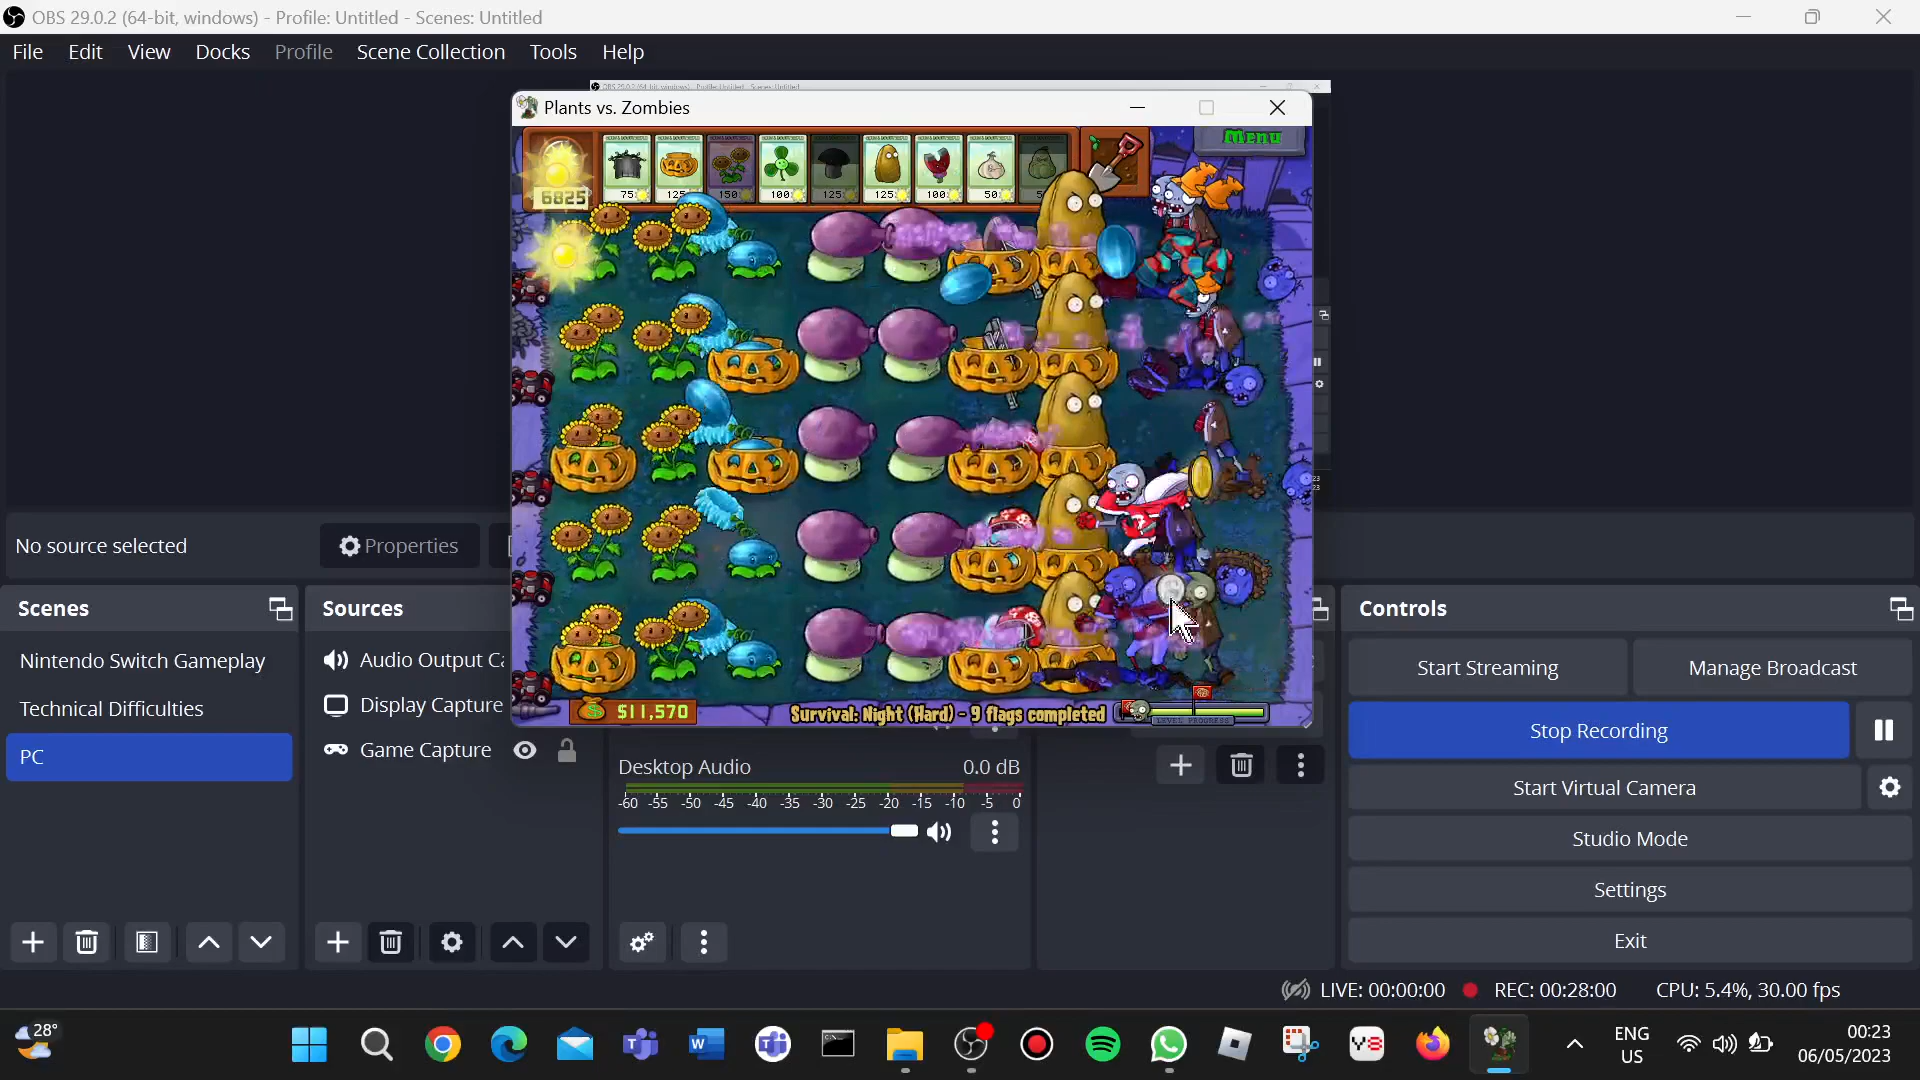 OBS 29.0.2 (64-bit, windows) - Profile: Untitled - Scenes: Untitled
File Edit View Docks Profile Scene Collection Tools Help
Plants vs. Zombies
Menu
6825
75 125 150 100 125 125 100 50
$11,570
Survival: Night (Hard) - 9 flags completed
LEVEL PROGRESS
No source selected
Properties
Scenes
Nintendo Switch Gameplay
Technical Difficulties
PC
Sources
Audio Output Ca
Display Capture
Game Capture
Desktop Audio 0.0 dB
-60 -55 -50 -45 -40 -35 -30 -25 -20 -15 -10 -5 0
Controls
Start Streaming
Manage Broadcast
Stop Recording
Start Virtual Camera
Studio Mode
Settings
Exit
LIVE: 00:00:00 REC: 00:28:00 CPU: 5.4%, 30.00 fps
28°
ENG
US
00:23
06/05/2023